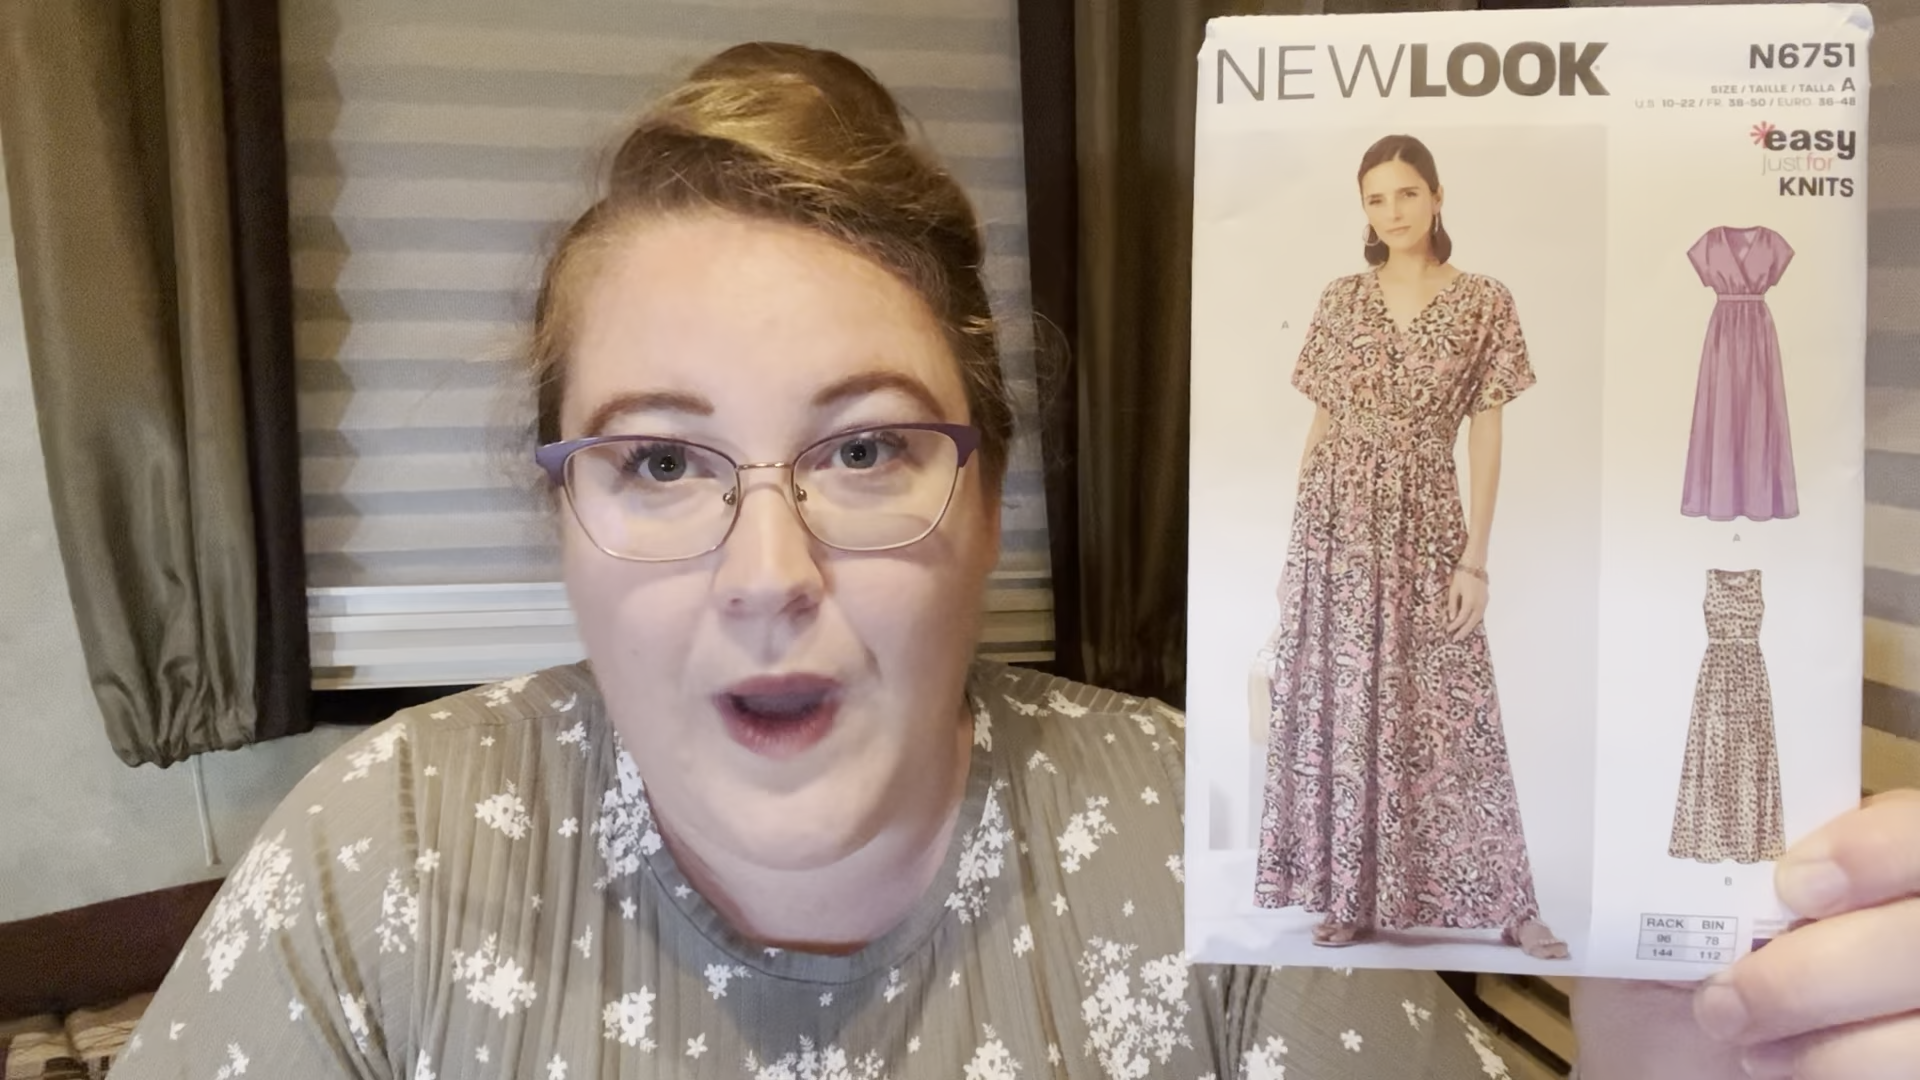 NEWLOOK
N6751
SIZE / TAILLE / TALLA A
U.S 10-22 / FR. 38-50 / EURO. 36-48
*easy
just for
KNITS
A
A
B
RACK BIN
96 78
144 112